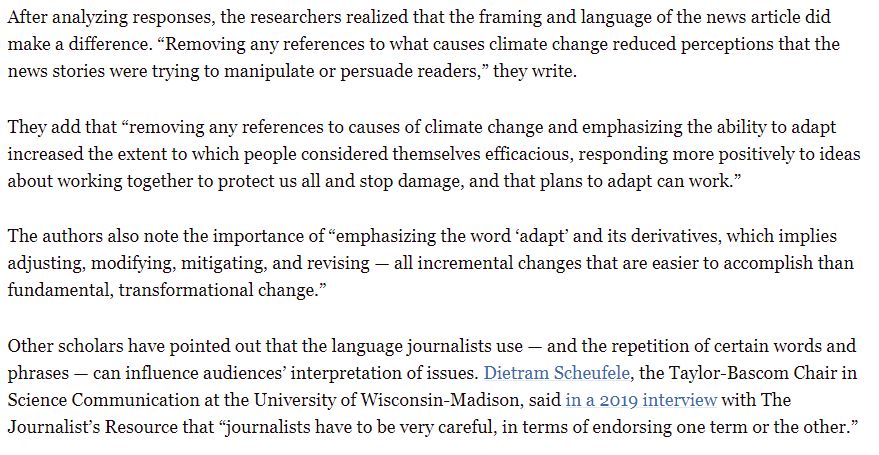 After analyzing responses, the researchers realized that the framing and language of the news article did
make a difference. “Removing any references to what causes climate change reduced perceptions that the
news stories were trying to manipulate or persuade readers,” they write.
They add that “removing any references to causes of climate change and emphasizing the ability to adapt
increased the extent to which people considered themselves efficacious, responding more positively to ideas
about working together to protect us all and stop damage, and that plans to adapt can work.”
The authors also note the importance of “emphasizing the word ‘adapt’ and its derivatives, which implies
adjusting, modifying, mitigating, and revising — all incremental changes that are easier to accomplish than
fundamental, transformational change.”
Other scholars have pointed out that the language journalists use — and the repetition of certain words and
phrases — can influence audiences’ interpretation of issues. Dietram Scheufele, the Taylor-Bascom Chair in
Science Communication at the University of Wisconsin-Madison, said in a 2019 interview with The
Journalist’s Resource that “journalists have to be very careful, in terms of endorsing one term or the other.”